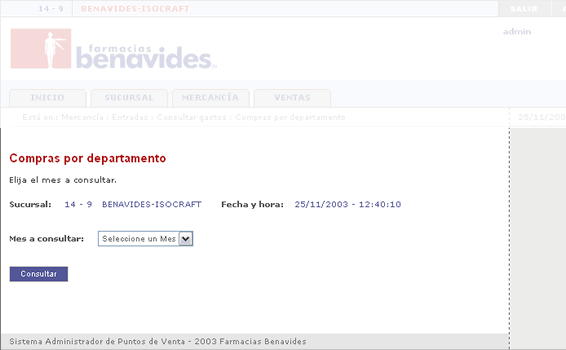 14 - 9 BENAVIDES-ISOCRAFT SALIR
admin
farmacias
benavides
INICIO SUCURSAL MERCANCÍA VENTAS
Está en.: Mercancía : Entradas : Consultar gastos : Compras por departamento 25/11/2003
Compras por departamento
Elija el mes a consultar.
Sucursal: 14 - 9 BENAVIDES-ISOCRAFT Fecha y hora: 25/11/2003 - 12:40:10
Mes a consultar: Seleccione un Mes
Consultar
Sistema Administrador de Puntos de Venta - 2003 Farmacias Benavides